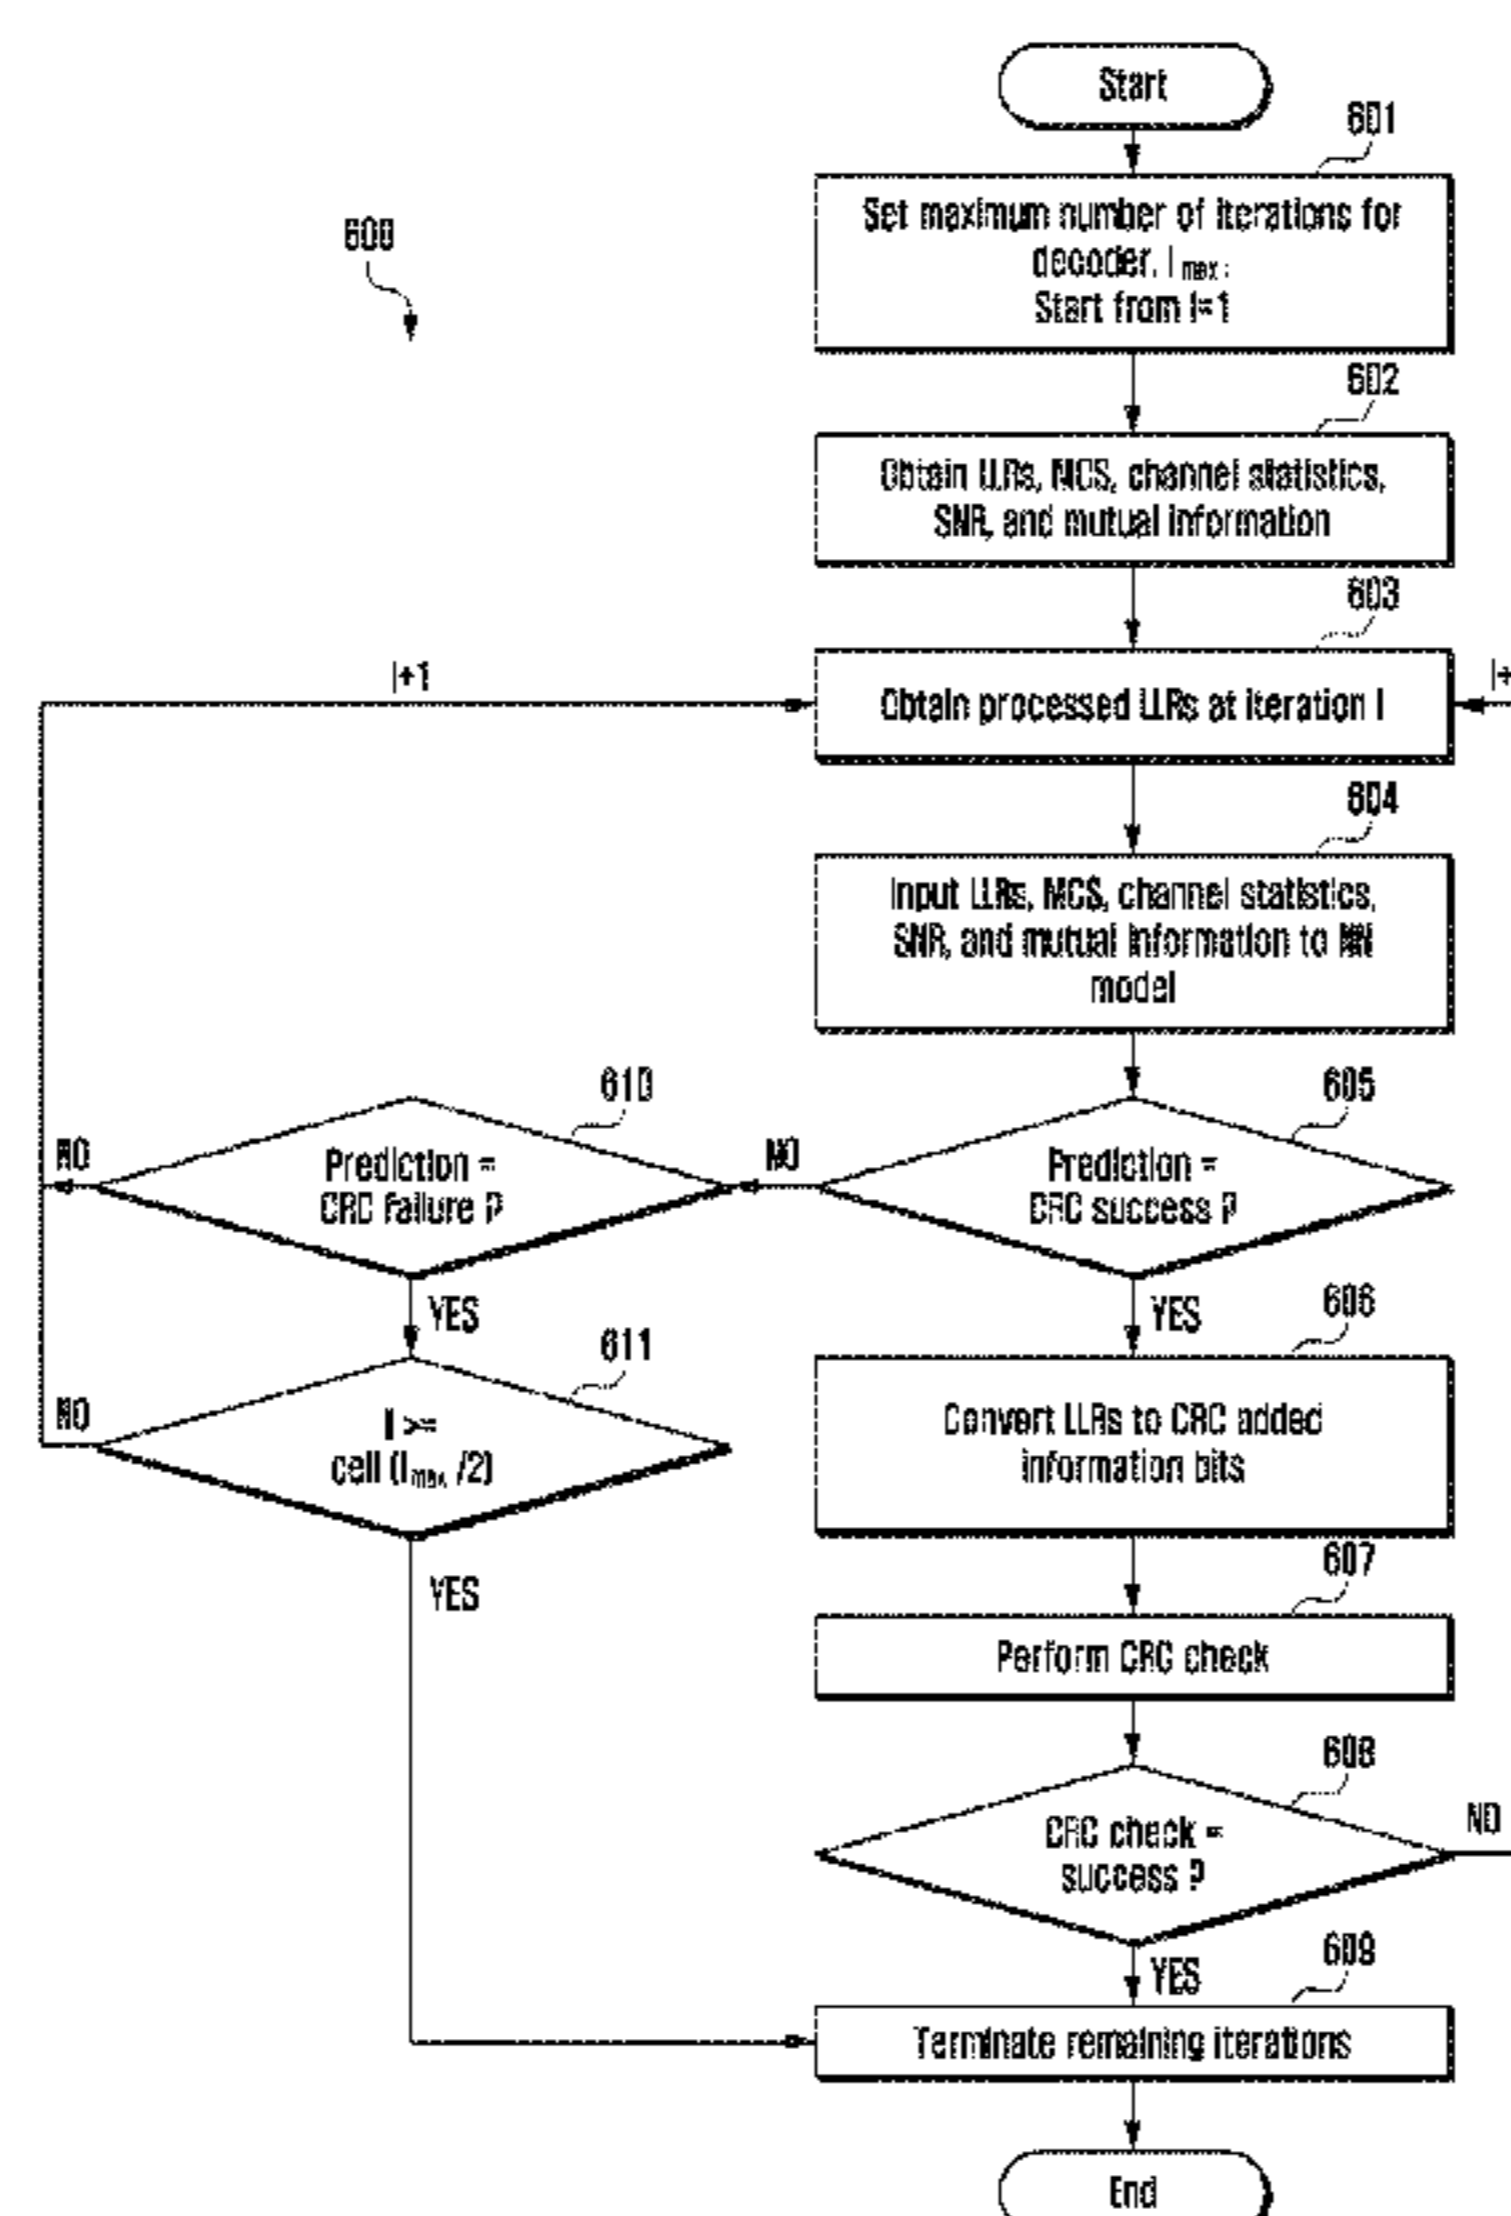 Start
601
Set maximum number of iterations for
decoder, I max;
Start from I=1
600
602
Obtain LLRs, MCS, channel statistics,
SNR, and mutual information
603
I+1
I+
Obtain processed LLRs at iteration I
604
Input LLRs, MCS, channel statistics,
SNR, and mutual information to NN
model
610
605
NO
Prediction =
CRC failure ?
NO
Prediction =
CRC success ?
YES
YES
606
611
NO
I >=
ceil (I max /2)
Convert LLRs to CRC added
information bits
YES
607
Perform CRC check
608
CRC check =
success ?
NO
YES
609
Terminate remaining iterations
End